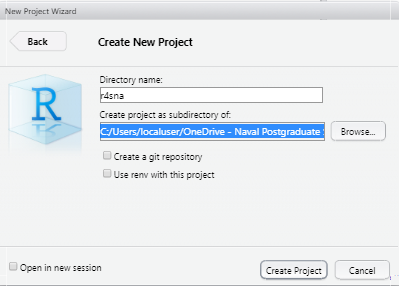 New Project Wizard
Back
Create New Project
Directory name:
r4sna
Create project as subdirectory of:
C:/Users/localuser/OneDrive - Naval Postgraduate
Browse...
Create a git repository
Use renv with this project
R
Open in new session
Create Project
Cancel